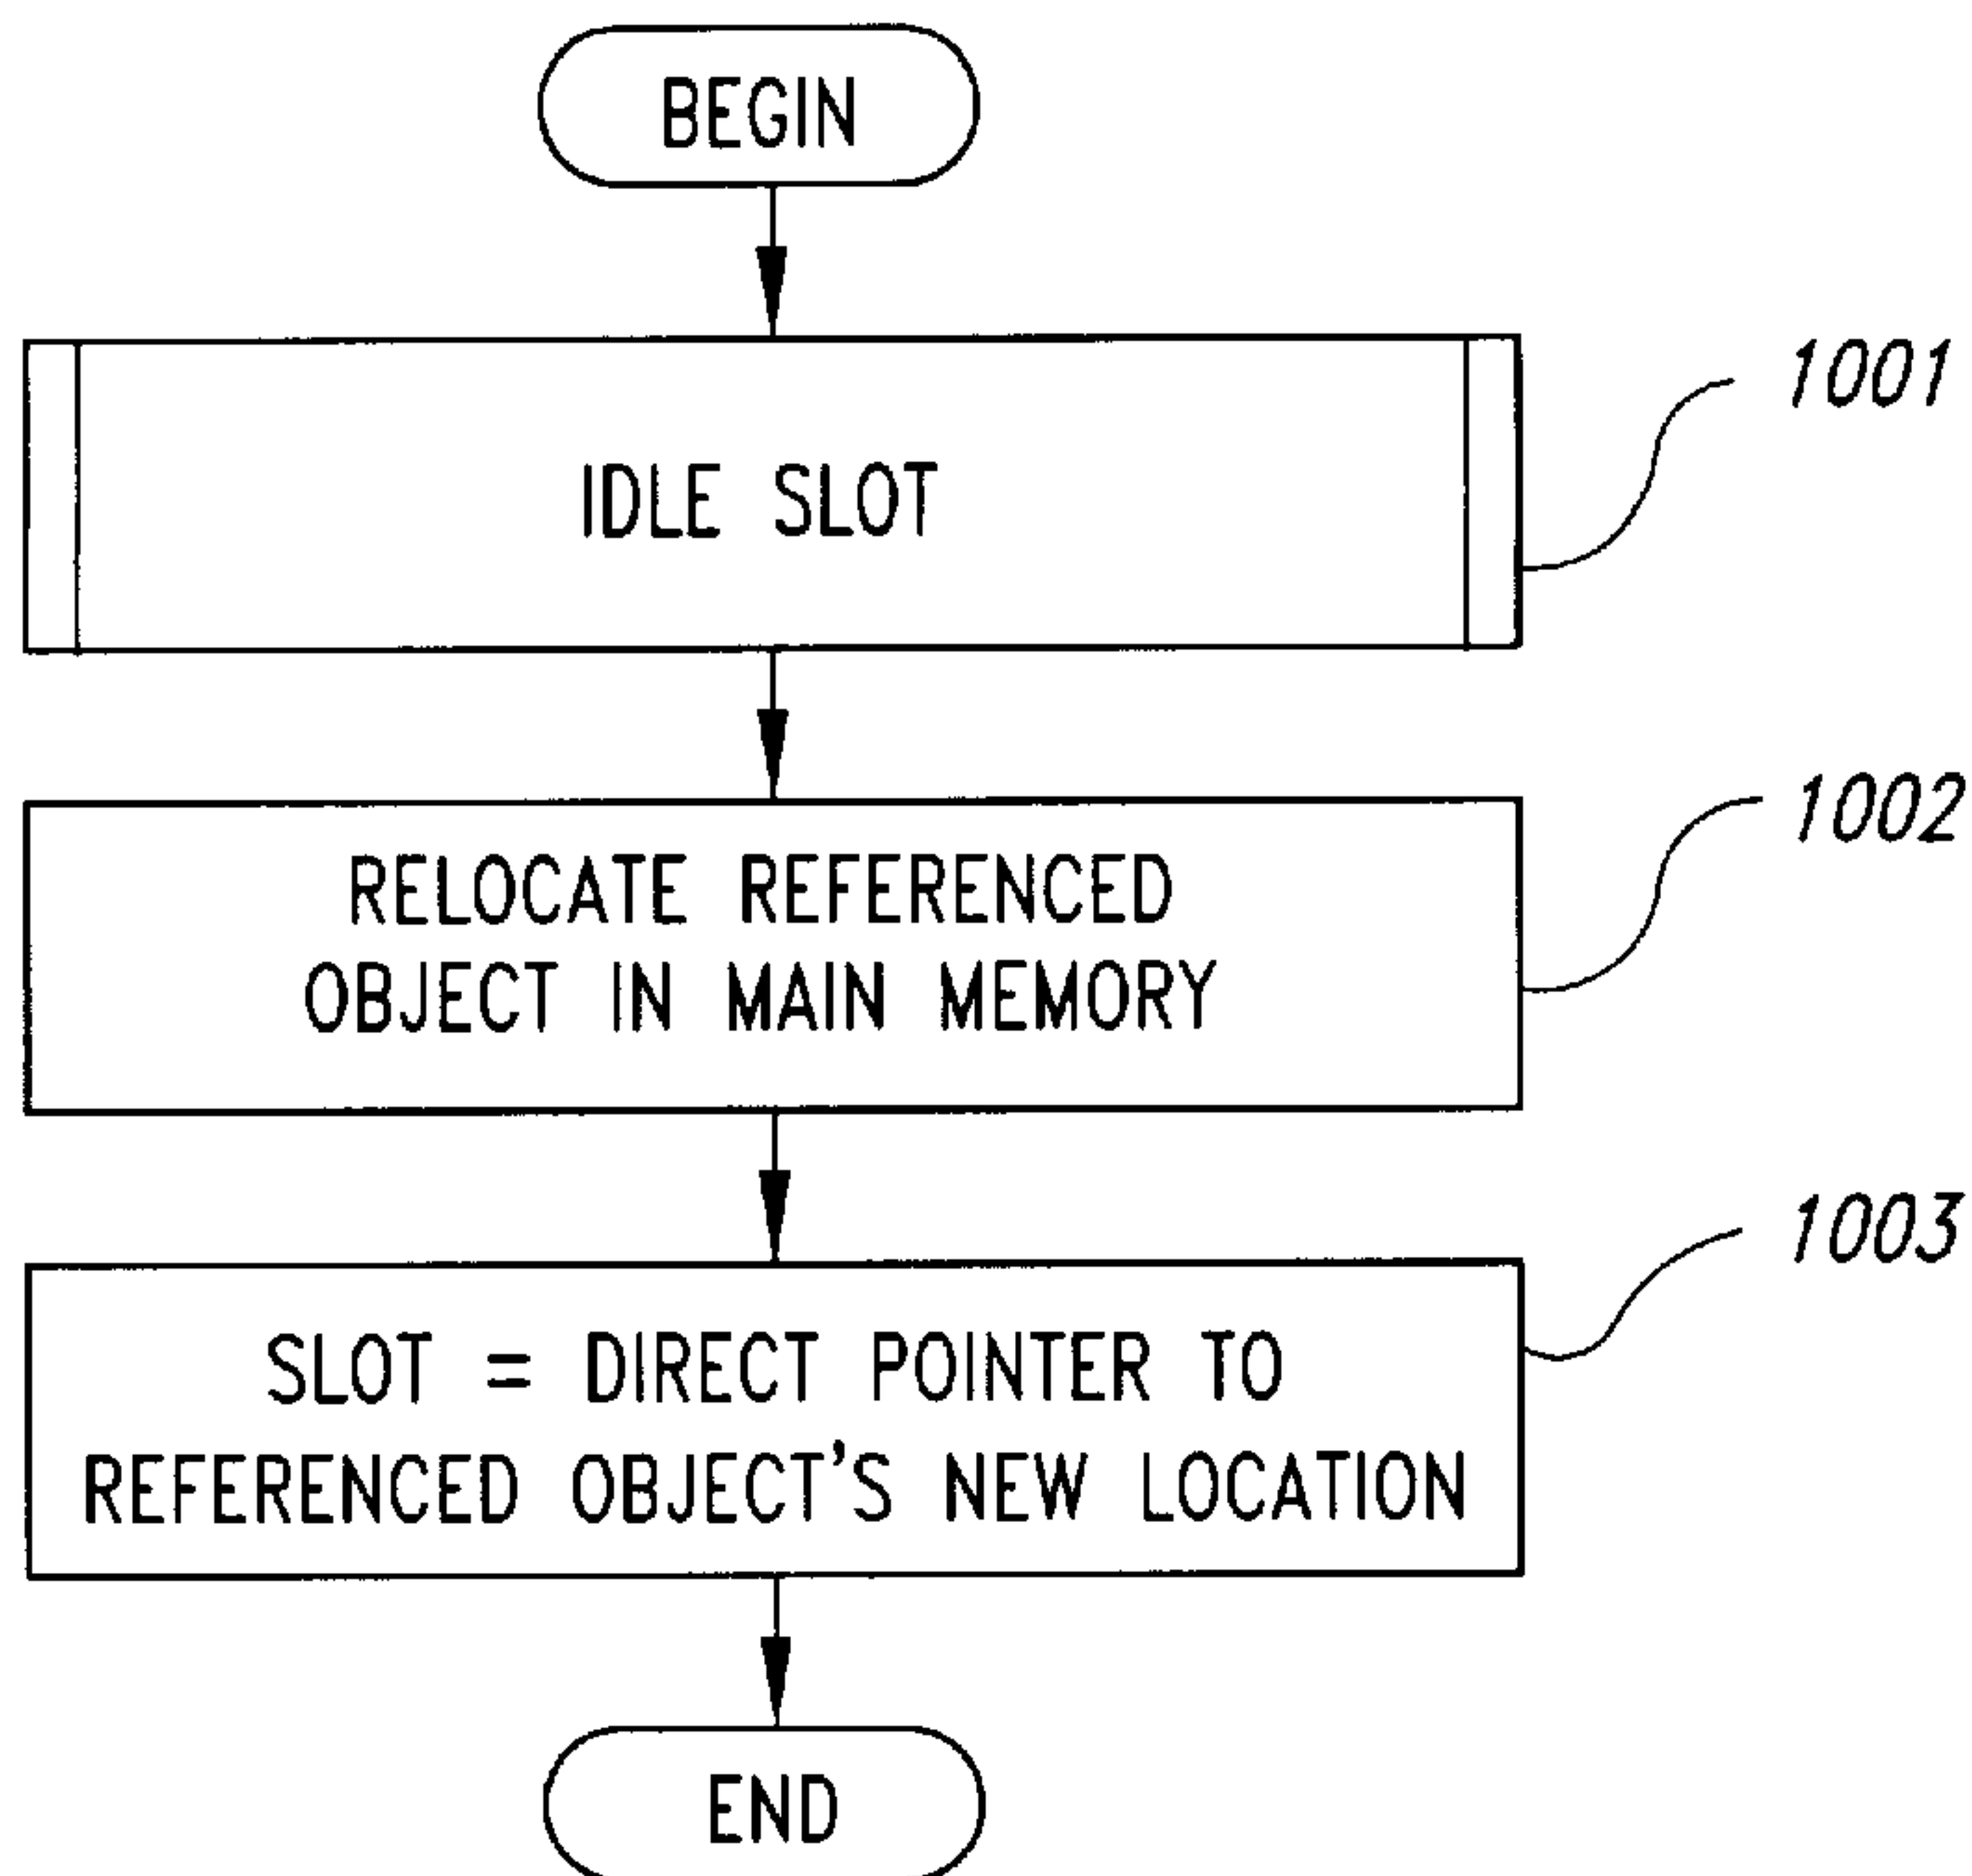 BEGIN
IDLE SLOT
1001
RELOCATE REFERENCED
OBJECT IN MAIN MEMORY
1002
SLOT = DIRECT POINTER TO
REFERENCED OBJECT'S NEW LOCATION
1003
END